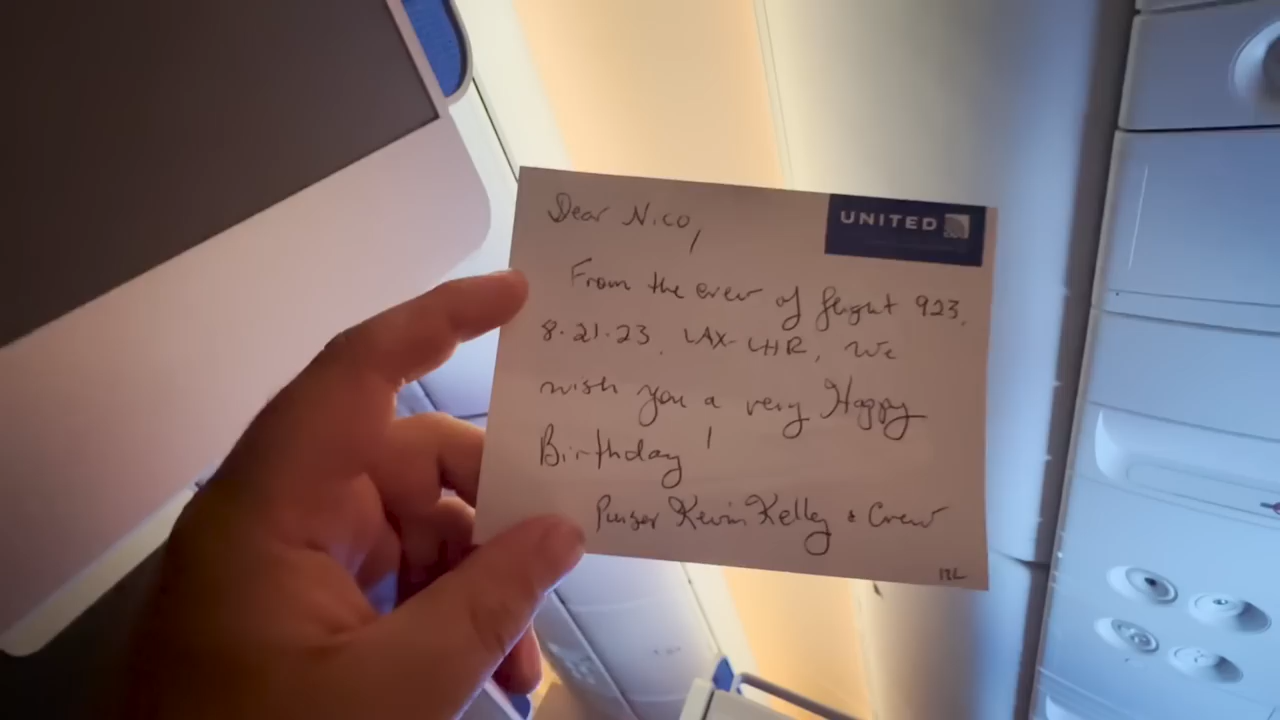 Dear Nico,
UNITED
From the crew of flight 923.
8.21.23. LAX-LHR, We
wish you a very Happy
Birthday!
Purser Kevin Kelley & Crew
12L